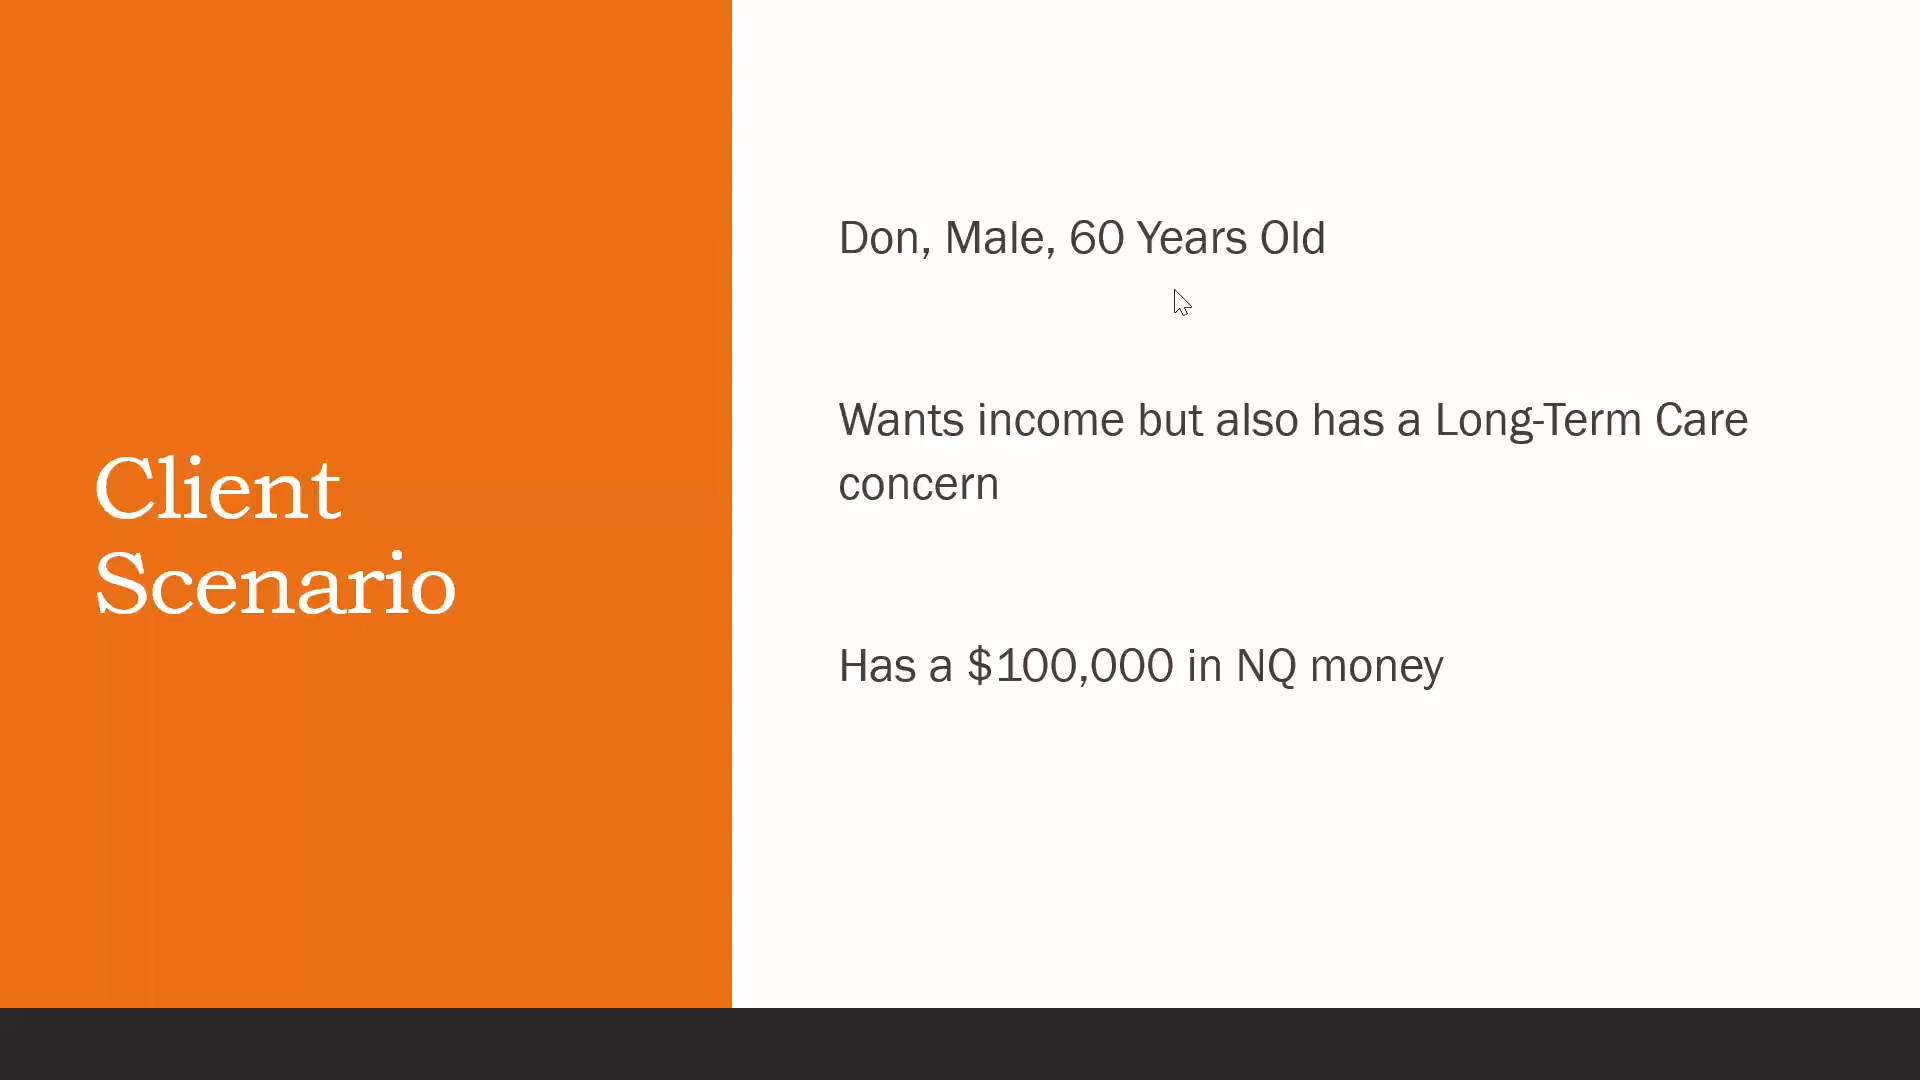 Client
Scenario
Don, Male, 60 Years Old
Wants income but also has a Long-Term Care
concern
Has a $100,000 in NQ money